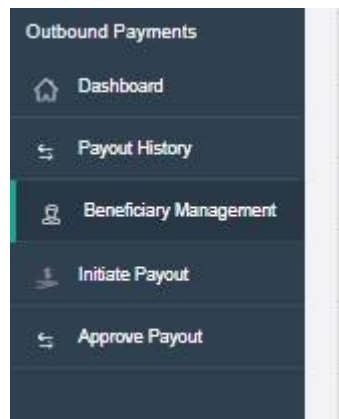 Outbound Payments
Dashboard
Payout History
Beneficiary Management
Initiate Payout
Approve Payout